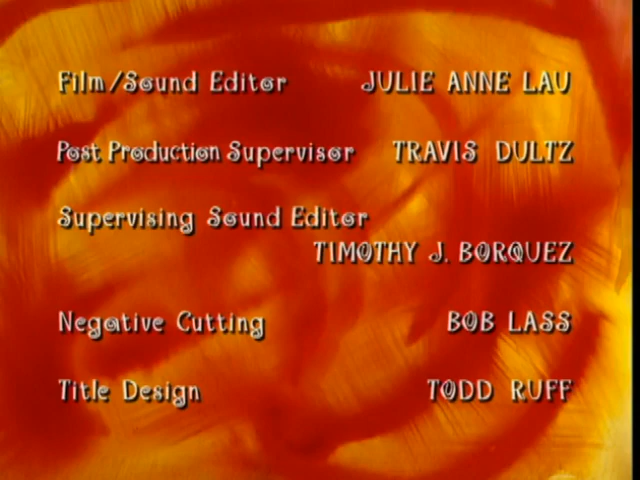 Film/Sound Editor JULIE ANNE LAU
Post Production Supervisor TRAVIS DULTZ
Supervising Sound Editor
TIMOTHY J. BORQUEZ
Negative Cutting BOB LASS
Title Design TODD RUFF